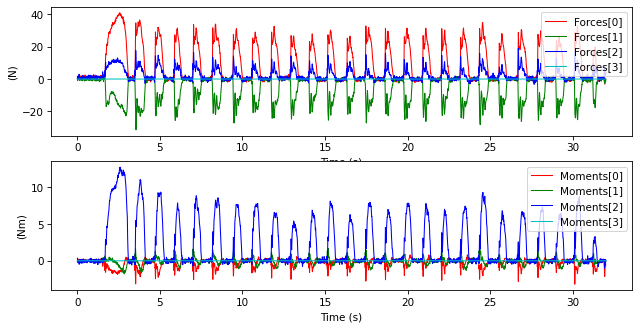 40
20
0
−20
(N)
Forces[0]
Forces[1]
Forces[2]
Forces[3]
0
5
10
15
20
25
30
Time (s)
10
5
0
(Nm)
Moments[0]
Moments[1]
Moments[2]
Moments[3]
0
5
10
15
20
25
30
Time (s)